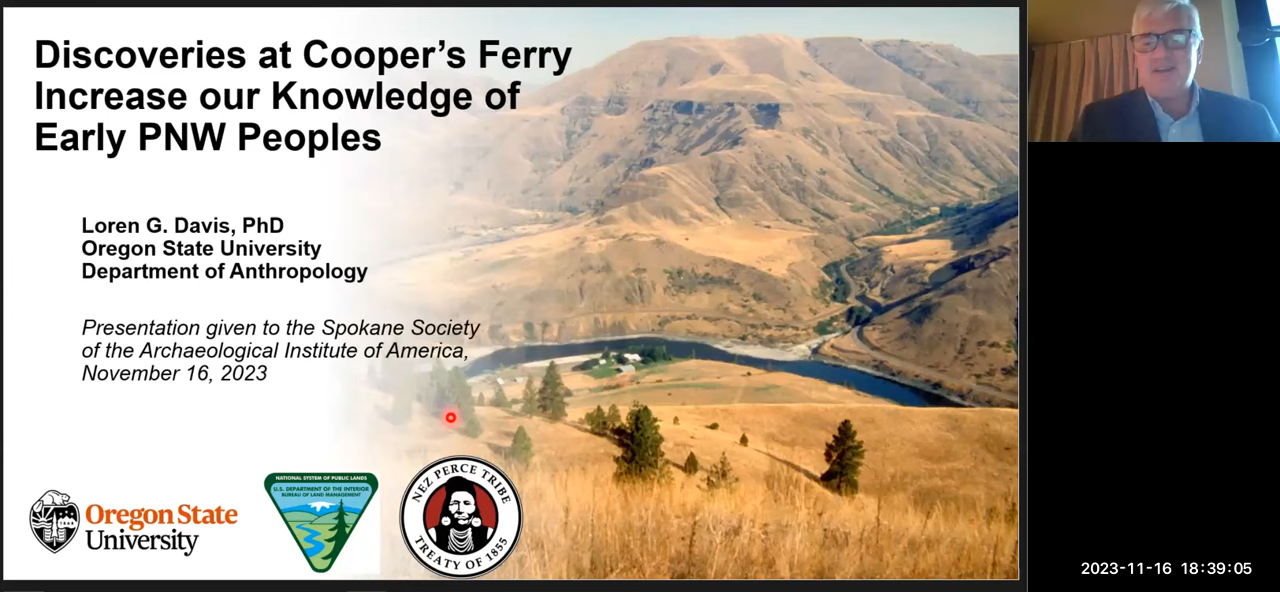 Discoveries at Cooper’s Ferry
Increase our Knowledge of
Early PNW Peoples
Loren G. Davis, PhD
Oregon State University
Department of Anthropology
Presentation given to the Spokane Society
of the Archaeological Institute of America,
November 16, 2023
Oregon State
University
NATIONAL SYSTEM OF PUBLIC LANDS
U.S. DEPARTMENT OF THE INTERIOR
BUREAU OF LAND MANAGEMENT
NEZ PERCE TRIBE
TREATY OF 1855
2023-11-16 18:39:05